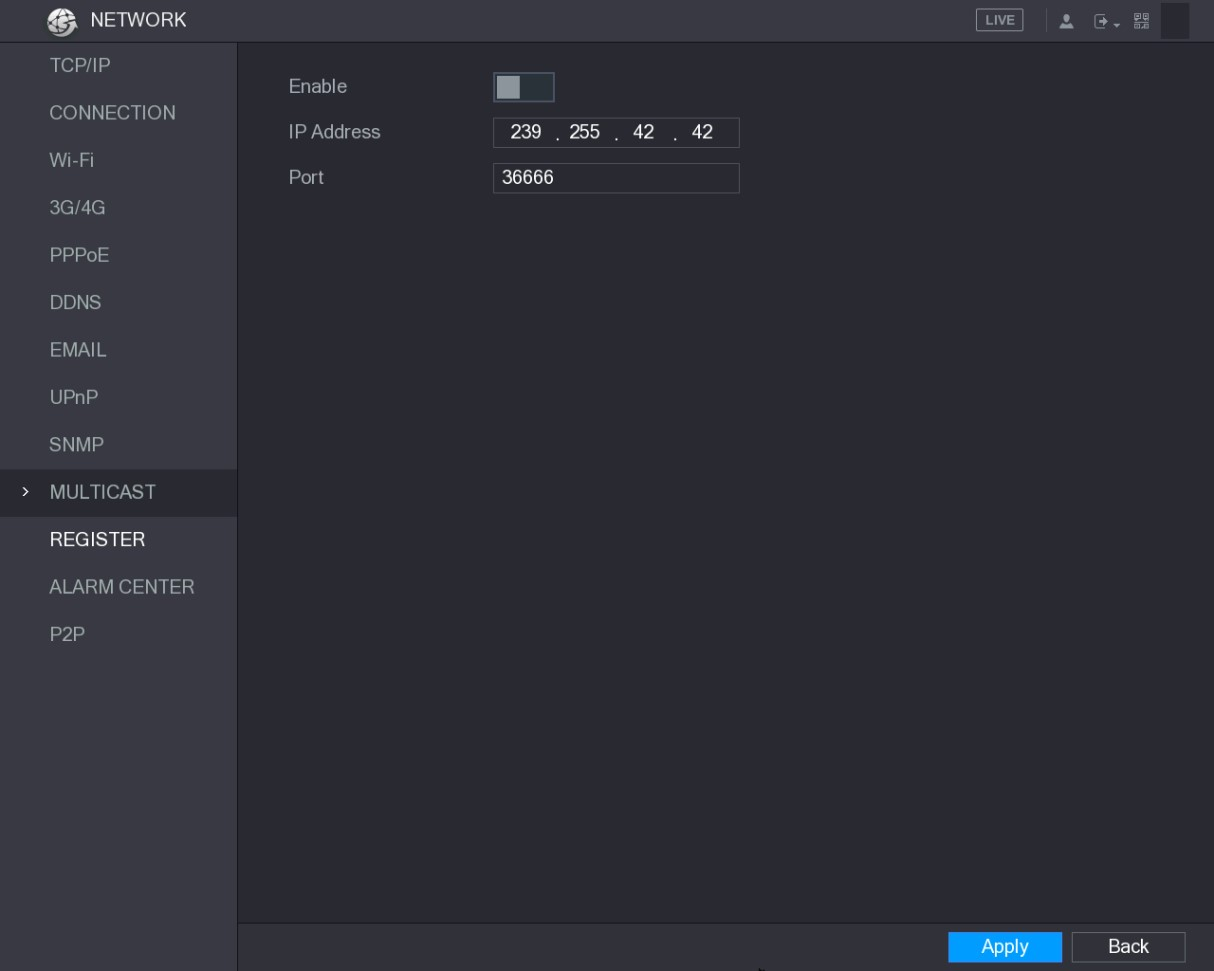 NETWORK
LIVE
TCP/IP
CONNECTION
Wi-Fi
3G/4G
PPPoE
DDNS
EMAIL
UPnP
SNMP
MULTICAST
REGISTER
ALARM CENTER
P2P
Enable
IP Address 239 . 255 . 42 . 42
Port 36666
Apply Back